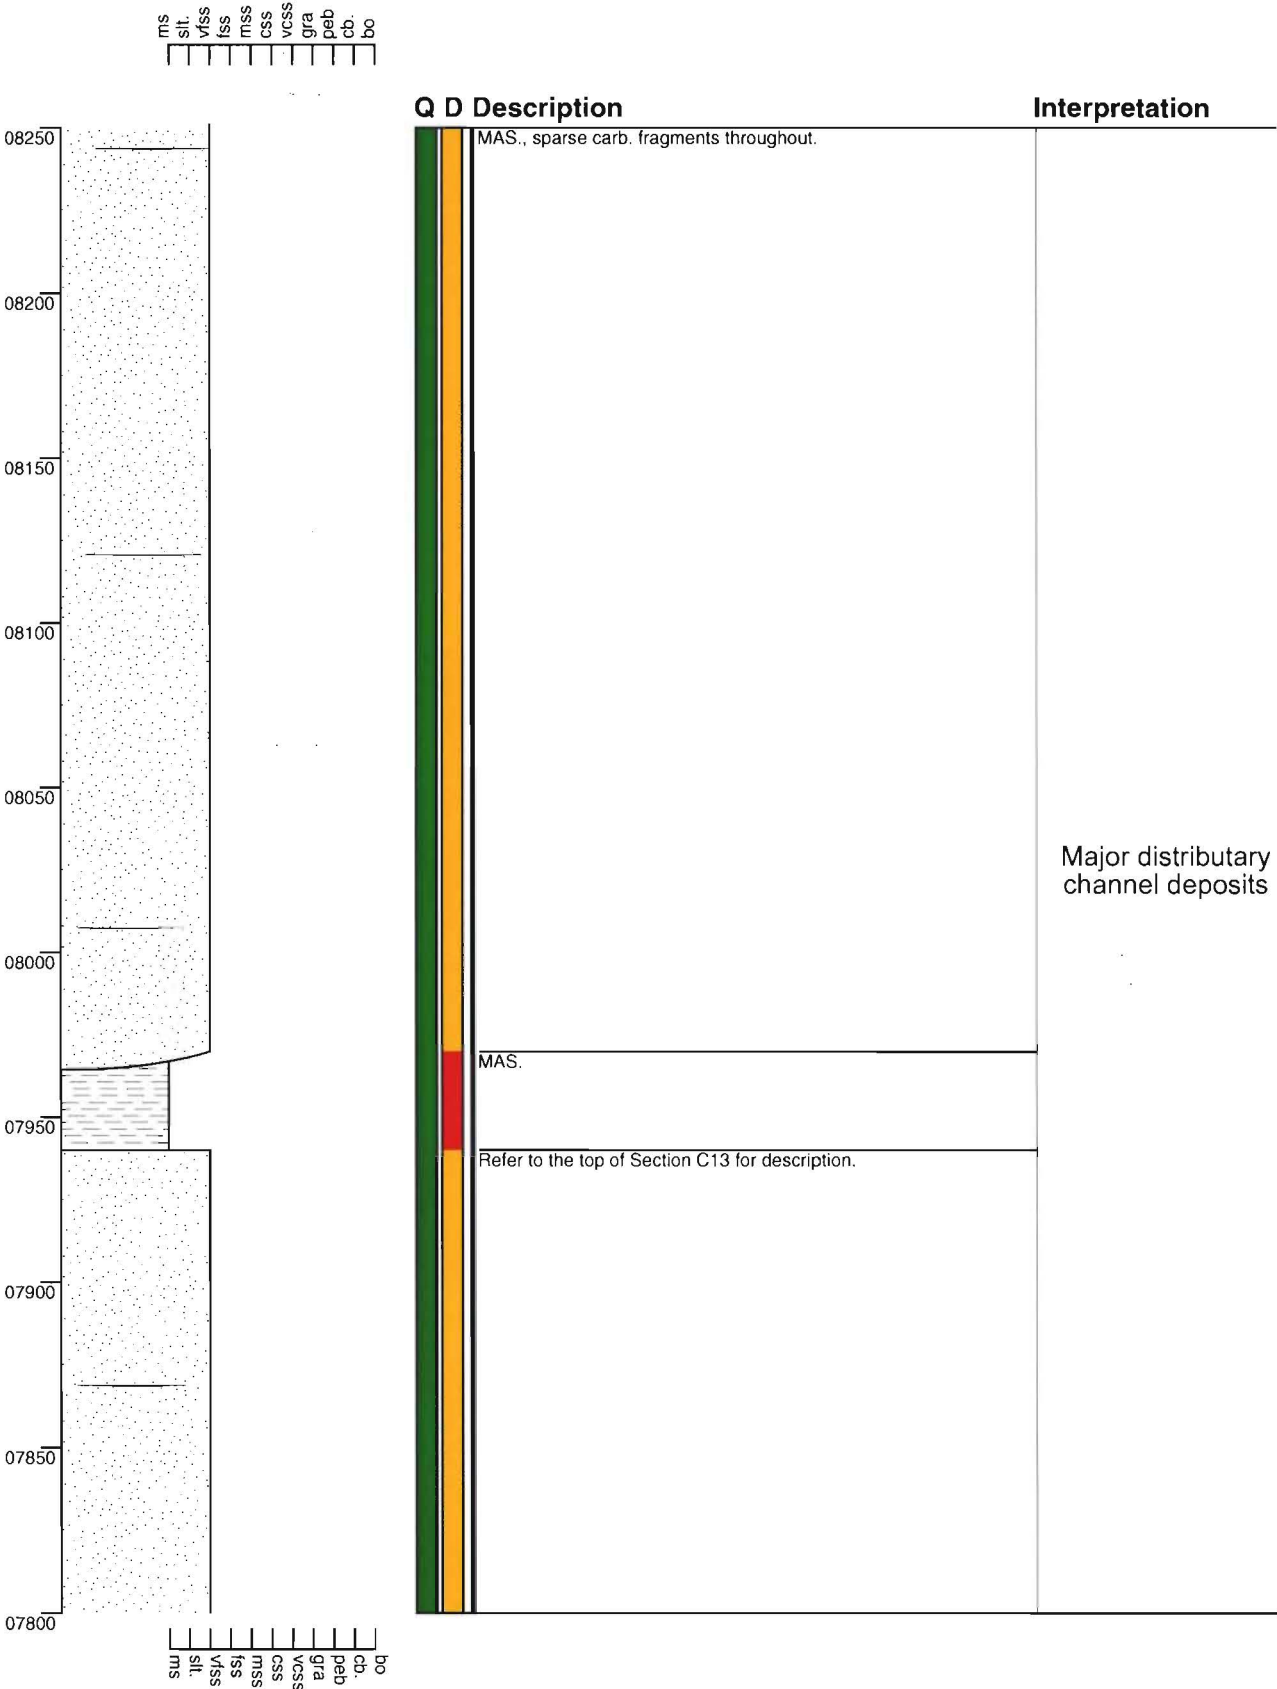 ms slt. vfss fss mss css vcss gra peb cb. bo
Q D Description Interpretation
08250
MAS., sparse carb. fragments throughout.
08200
08150
08100
08050
Major distributary
channel deposits
08000
MAS.
07950
Refer to the top of Section C13 for description.
07900
07850
07800
ms slt. vfss fss mss css vcss gra peb cb. bo